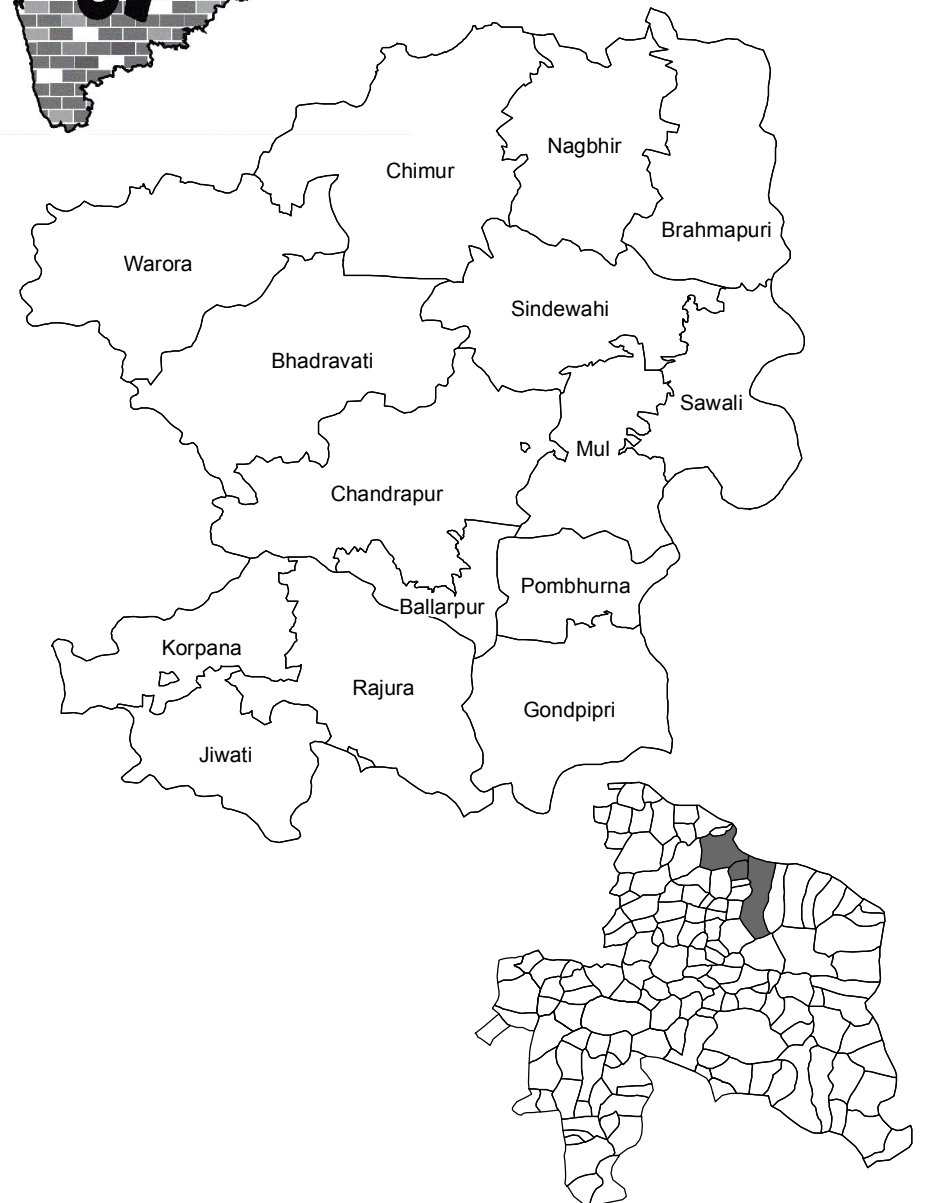 Nagbhir
Chimur
Brahmapuri
Warora
Sindewahi
Bhadravati
Sawali
Mul
Chandrapur
Pombhurna
Ballarpur
Korpana
Rajura
Gondpipri
Jiwati